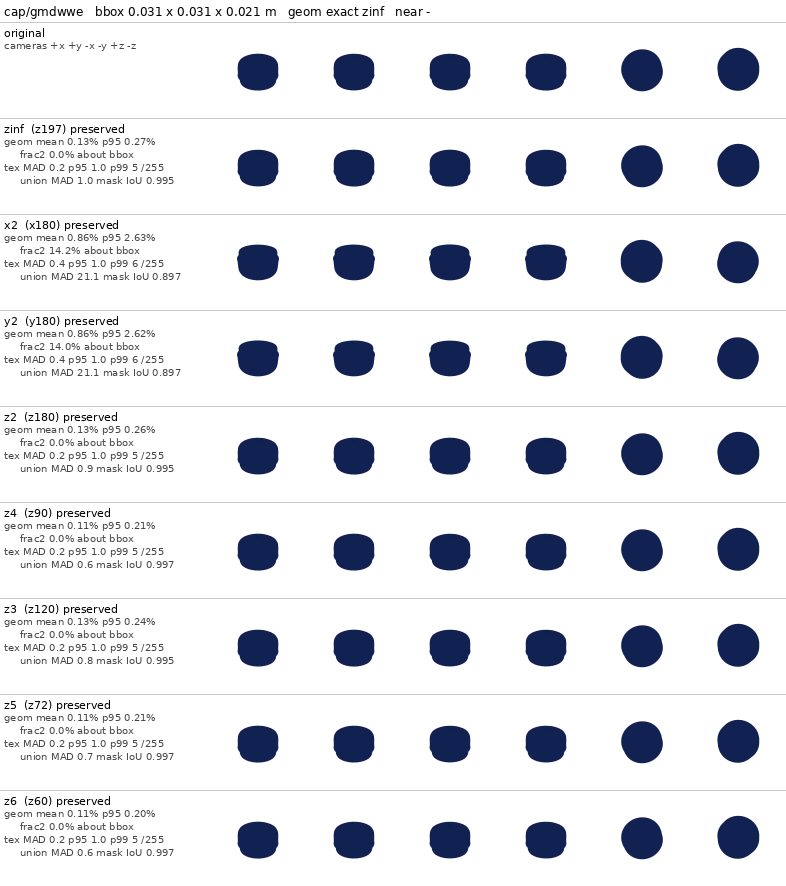 cap/gmdwwe   bbox 0.031 x 0.031 x 0.021 m   geom exact zinf   near -
original
cameras +x +y -x -y +z -z
zinf  (z197) preserved
geom mean 0.13% p95 0.27%
frac2 0.0% about bbox
tex MAD 0.2 p95 1.0 p99 5 /255
union MAD 1.0 mask IoU 0.995
x2  (x180) preserved
geom mean 0.86% p95 2.63%
frac2 14.2% about bbox
tex MAD 0.4 p95 1.0 p99 6 /255
union MAD 21.1 mask IoU 0.897
y2  (y180) preserved
geom mean 0.86% p95 2.62%
frac2 14.0% about bbox
tex MAD 0.4 p95 1.0 p99 6 /255
union MAD 21.1 mask IoU 0.897
z2  (z180) preserved
geom mean 0.13% p95 0.26%
frac2 0.0% about bbox
tex MAD 0.2 p95 1.0 p99 5 /255
union MAD 0.9 mask IoU 0.995
z4  (z90) preserved
geom mean 0.11% p95 0.21%
frac2 0.0% about bbox
tex MAD 0.2 p95 1.0 p99 5 /255
union MAD 0.6 mask IoU 0.997
z3  (z120) preserved
geom mean 0.13% p95 0.24%
frac2 0.0% about bbox
tex MAD 0.2 p95 1.0 p99 5 /255
union MAD 0.8 mask IoU 0.995
z5  (z72) preserved
geom mean 0.11% p95 0.21%
frac2 0.0% about bbox
tex MAD 0.2 p95 1.0 p99 5 /255
union MAD 0.7 mask IoU 0.997
z6  (z60) preserved
geom mean 0.11% p95 0.20%
frac2 0.0% about bbox
tex MAD 0.2 p95 1.0 p99 5 /255
union MAD 0.6 mask IoU 0.997